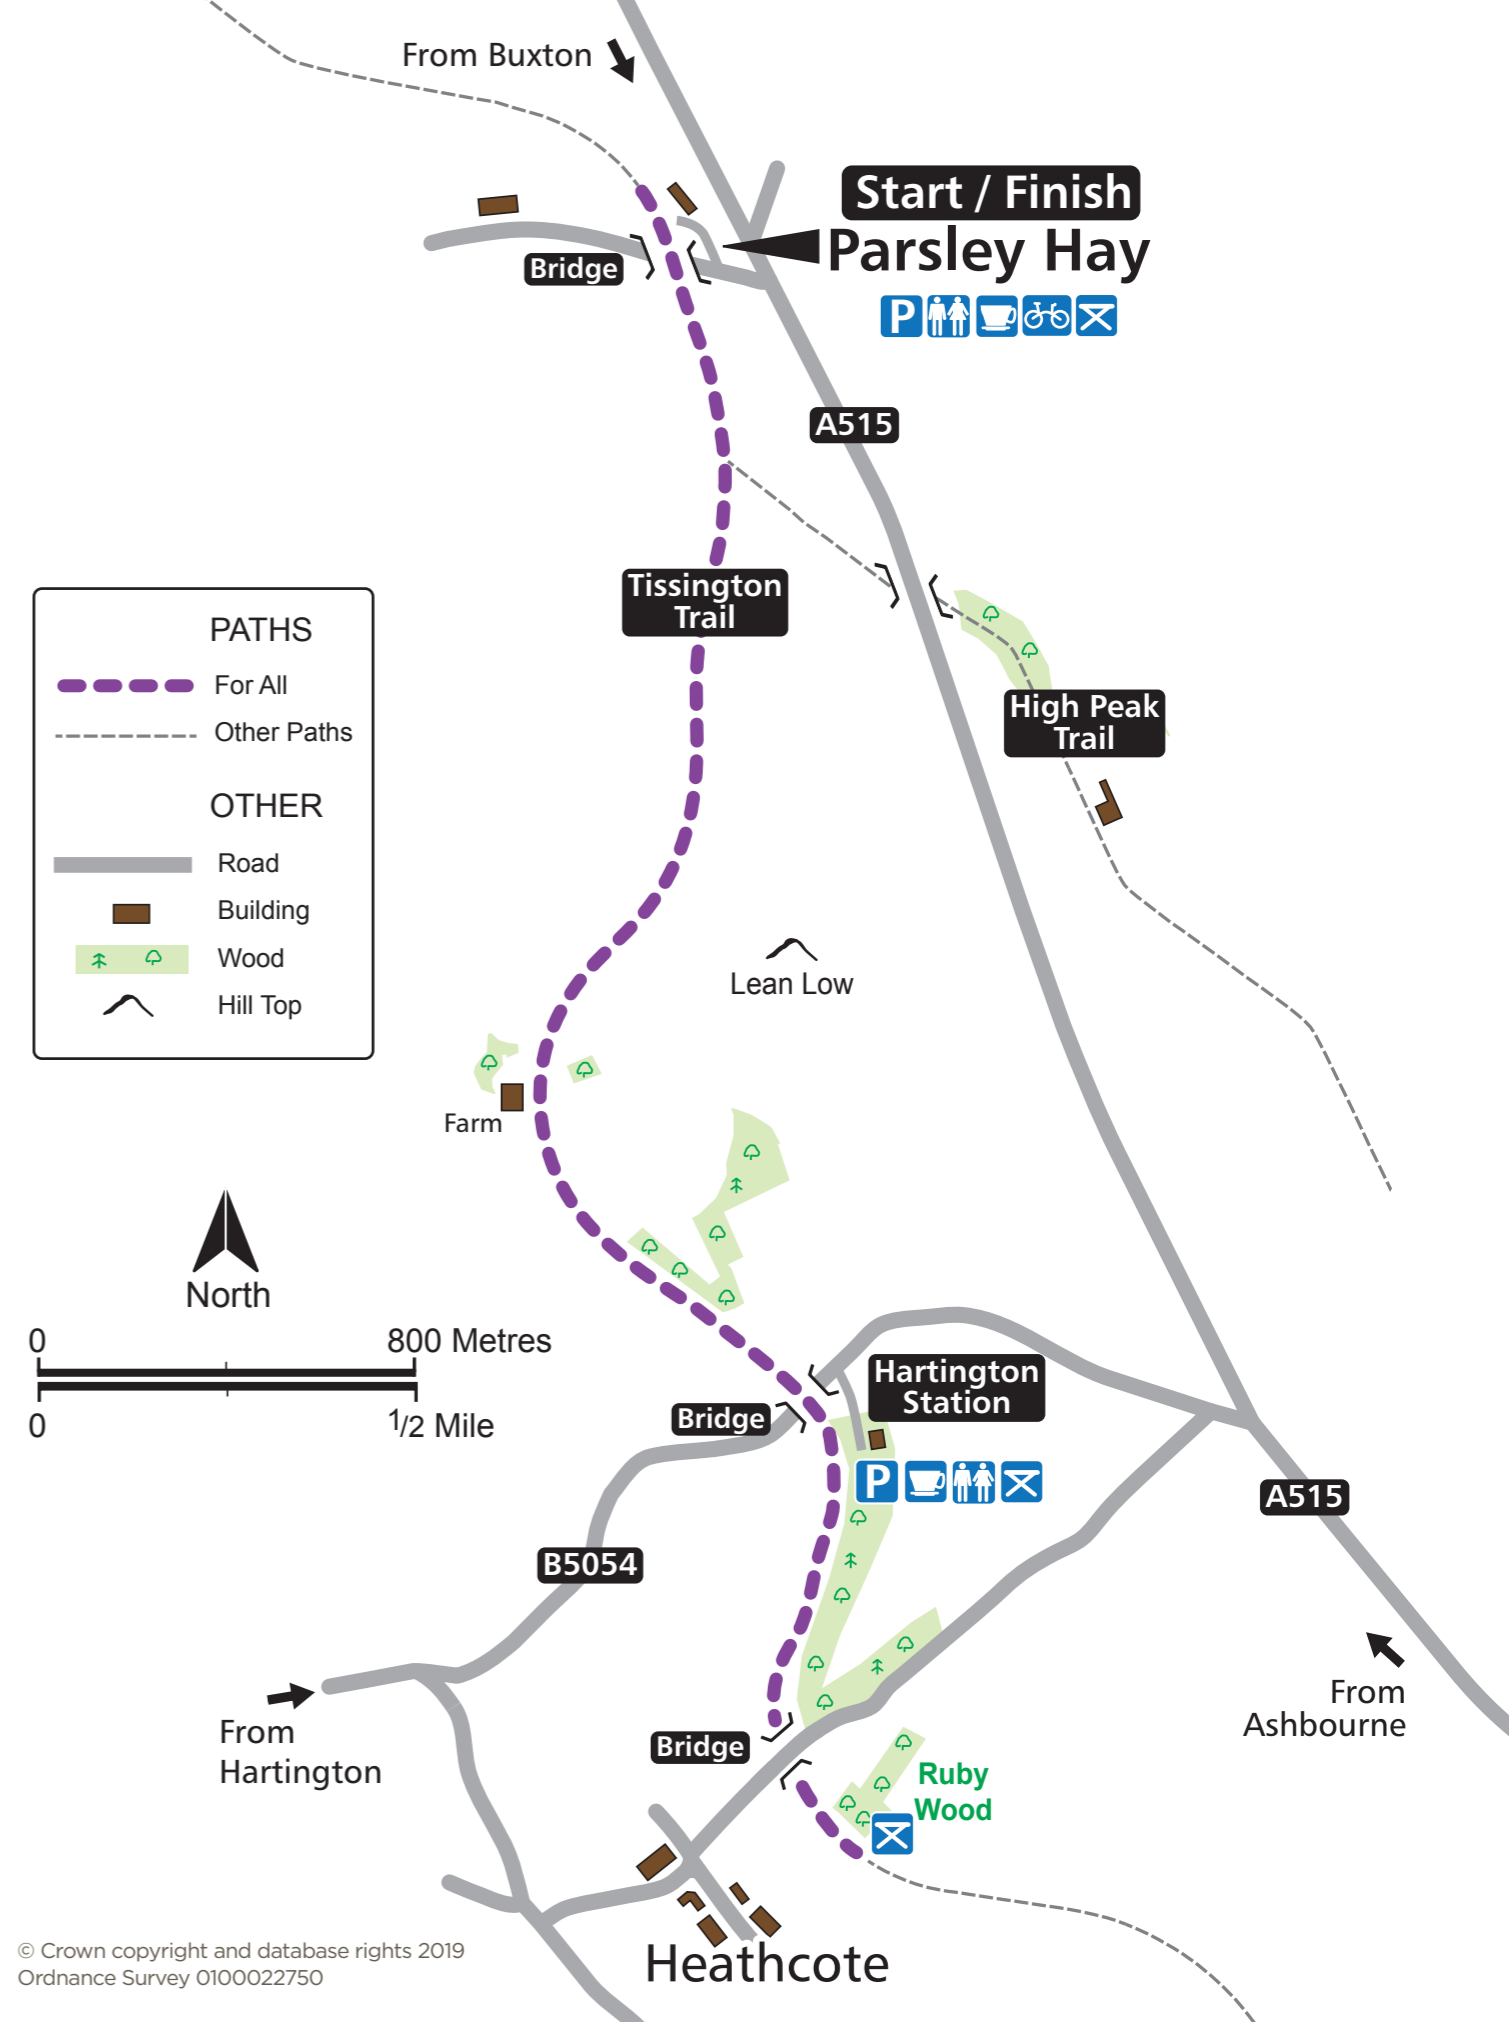 From Buxton
Start / Finish
Parsley Hay
Bridge
P
A515
Tissington
Trail
High Peak
Trail
PATHS
For All
Other Paths
OTHER
Road
Building
Wood
Hill Top
Lean Low
Farm
North
0
800 Metres
0
1/2 Mile
Hartington
Station
Bridge
P
A515
B5054
From
Hartington
From
Ashbourne
Bridge
Ruby
Wood
Heathcote
© Crown copyright and database rights 2019
Ordnance Survey 0100022750